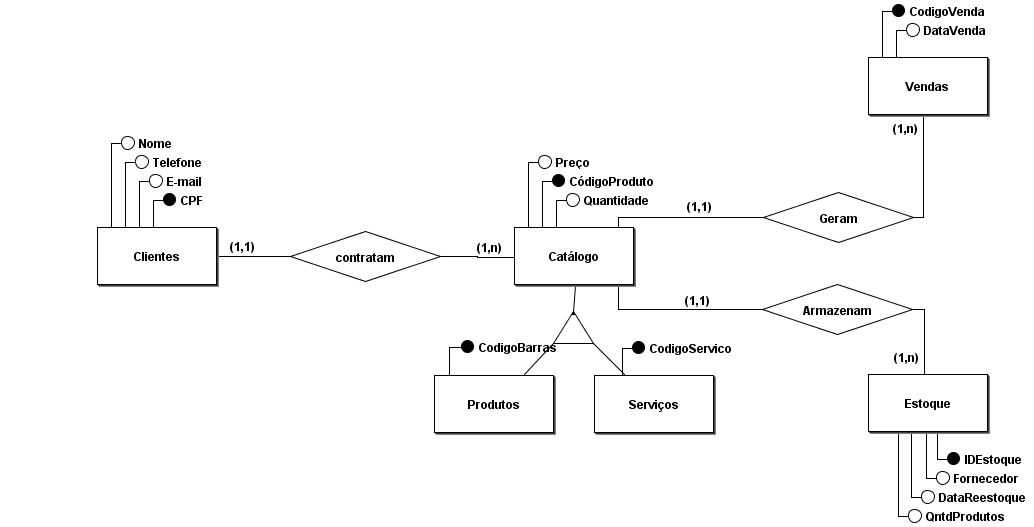 CodigoVenda
DataVenda
Vendas
(1,n)
Nome
Telefone
E-mail
CPF
Clientes
(1,1)
contratam
(1,n)
Preço
CódigoProduto
Quantidade
Catálogo
(1,1)
Geram
(1,1)
Armazenam
(1,n)
CodigoBarras
CodigoServico
Produtos
Serviços
Estoque
IDEstoque
Fornecedor
DataReestoque
QntdProdutos